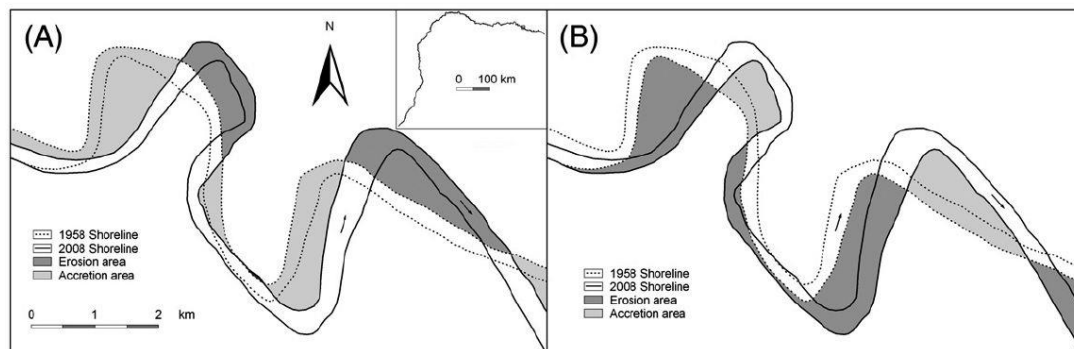 (A)
N
0 100 km
1958 Shoreline
2008 Shoreline
Erosion area
Accretion area
0 1 2 km
(B)
1958 Shoreline
2008 Shoreline
Erosion area
Accretion area